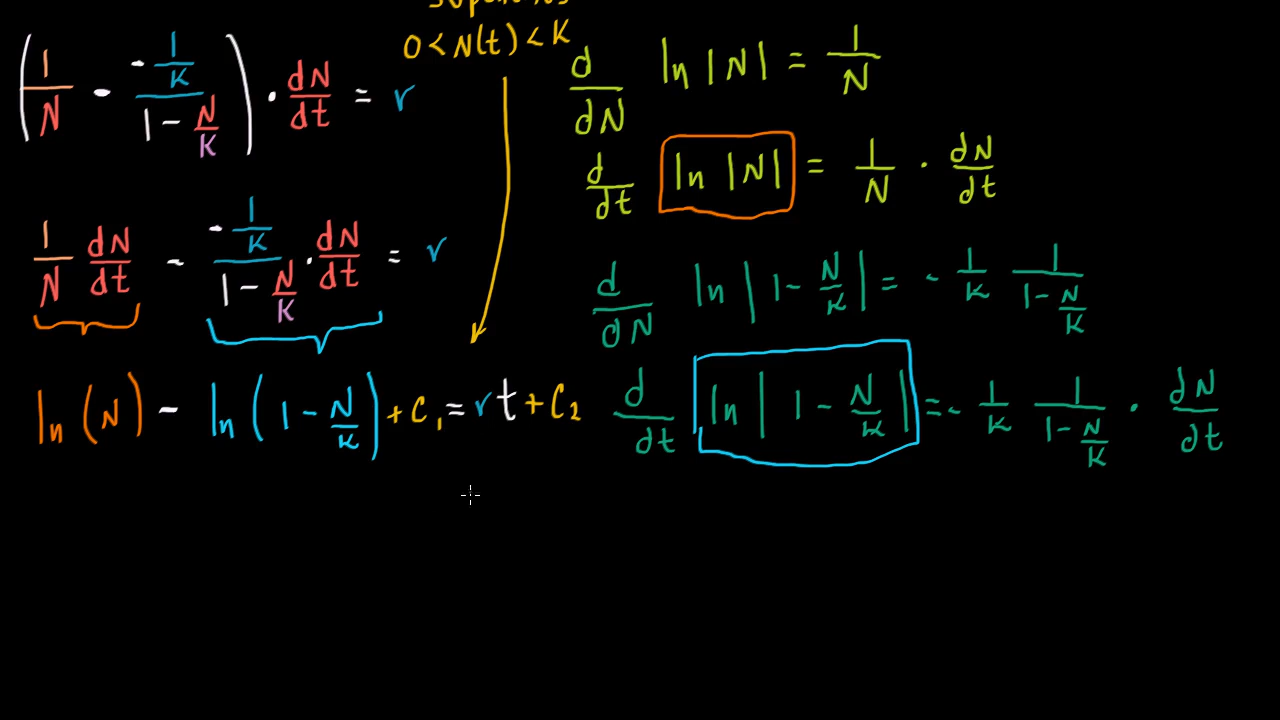 0 < N(t) < K
(1/N - (-1/K)/(1 - N/K)) · dN/dt = r
1/N dN/dt - (-1/K)/(1 - N/K) · dN/dt = r
ln (N) - ln (1 - N/K) + C₁ = rt + C₂
d/dN ln |N| = 1/N
d/dt ln |N| = 1/N · dN/dt
d/dN ln |1 - N/K| = - 1/K 1/(1 - N/K)
d/dt ln |1 - N/K| = - 1/K 1/(1 - N/K) · dN/dt